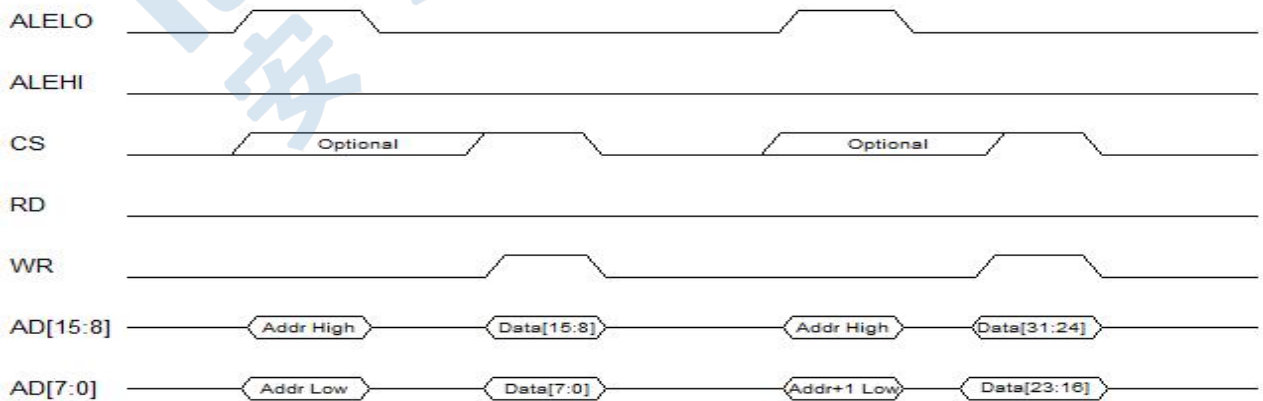 ALELO
ALEHI
CS Optional Optional
RD
WR
AD[15:8] Addr High Data[15:8] Addr High Data[31:24]
AD[7:0] Addr Low Data[7:0] Addr+1 Low Data[23:16]
安